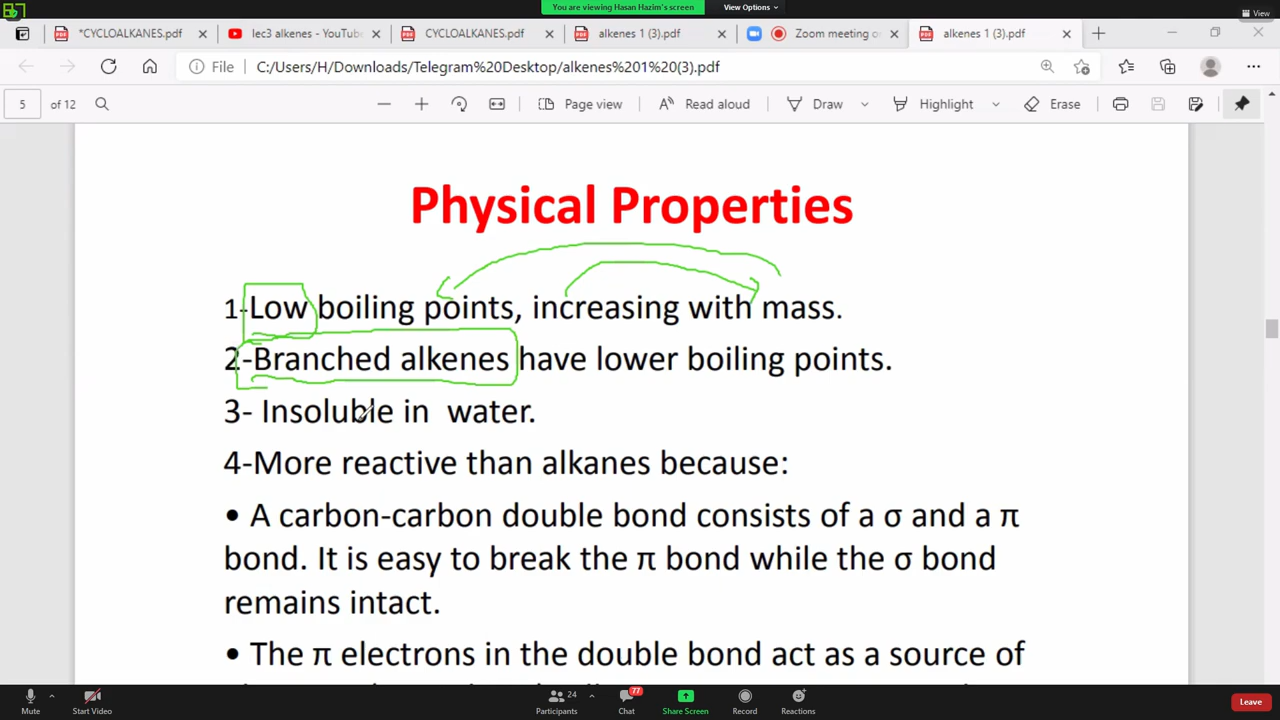 You are viewing Hasan Hazim's screen
View Options
View
*CYCLOALKANES.pdf
lec3 alkenes - YouTube
CYCLOALKANES.pdf
alkenes 1 (3).pdf
Zoom meeting o
alkenes 1 (3).pdf
File
C:/Users/H/Downloads/Telegram%20Desktop/alkenes%201%20(3).pdf
5 of 12
Page view
Read aloud
Draw
Highlight
Erase
Physical Properties
1-Low boiling points, increasing with mass.
2-Branched alkenes have lower boiling points.
3- Insoluble in water.
4-More reactive than alkanes because:
• A carbon-carbon double bond consists of a σ and a π
bond. It is easy to break the π bond while the σ bond
remains intact.
• The π electrons in the double bond act as a source of
Mute
Start Video
24
Participants
77
Chat
Share Screen
Record
Reactions
Leave